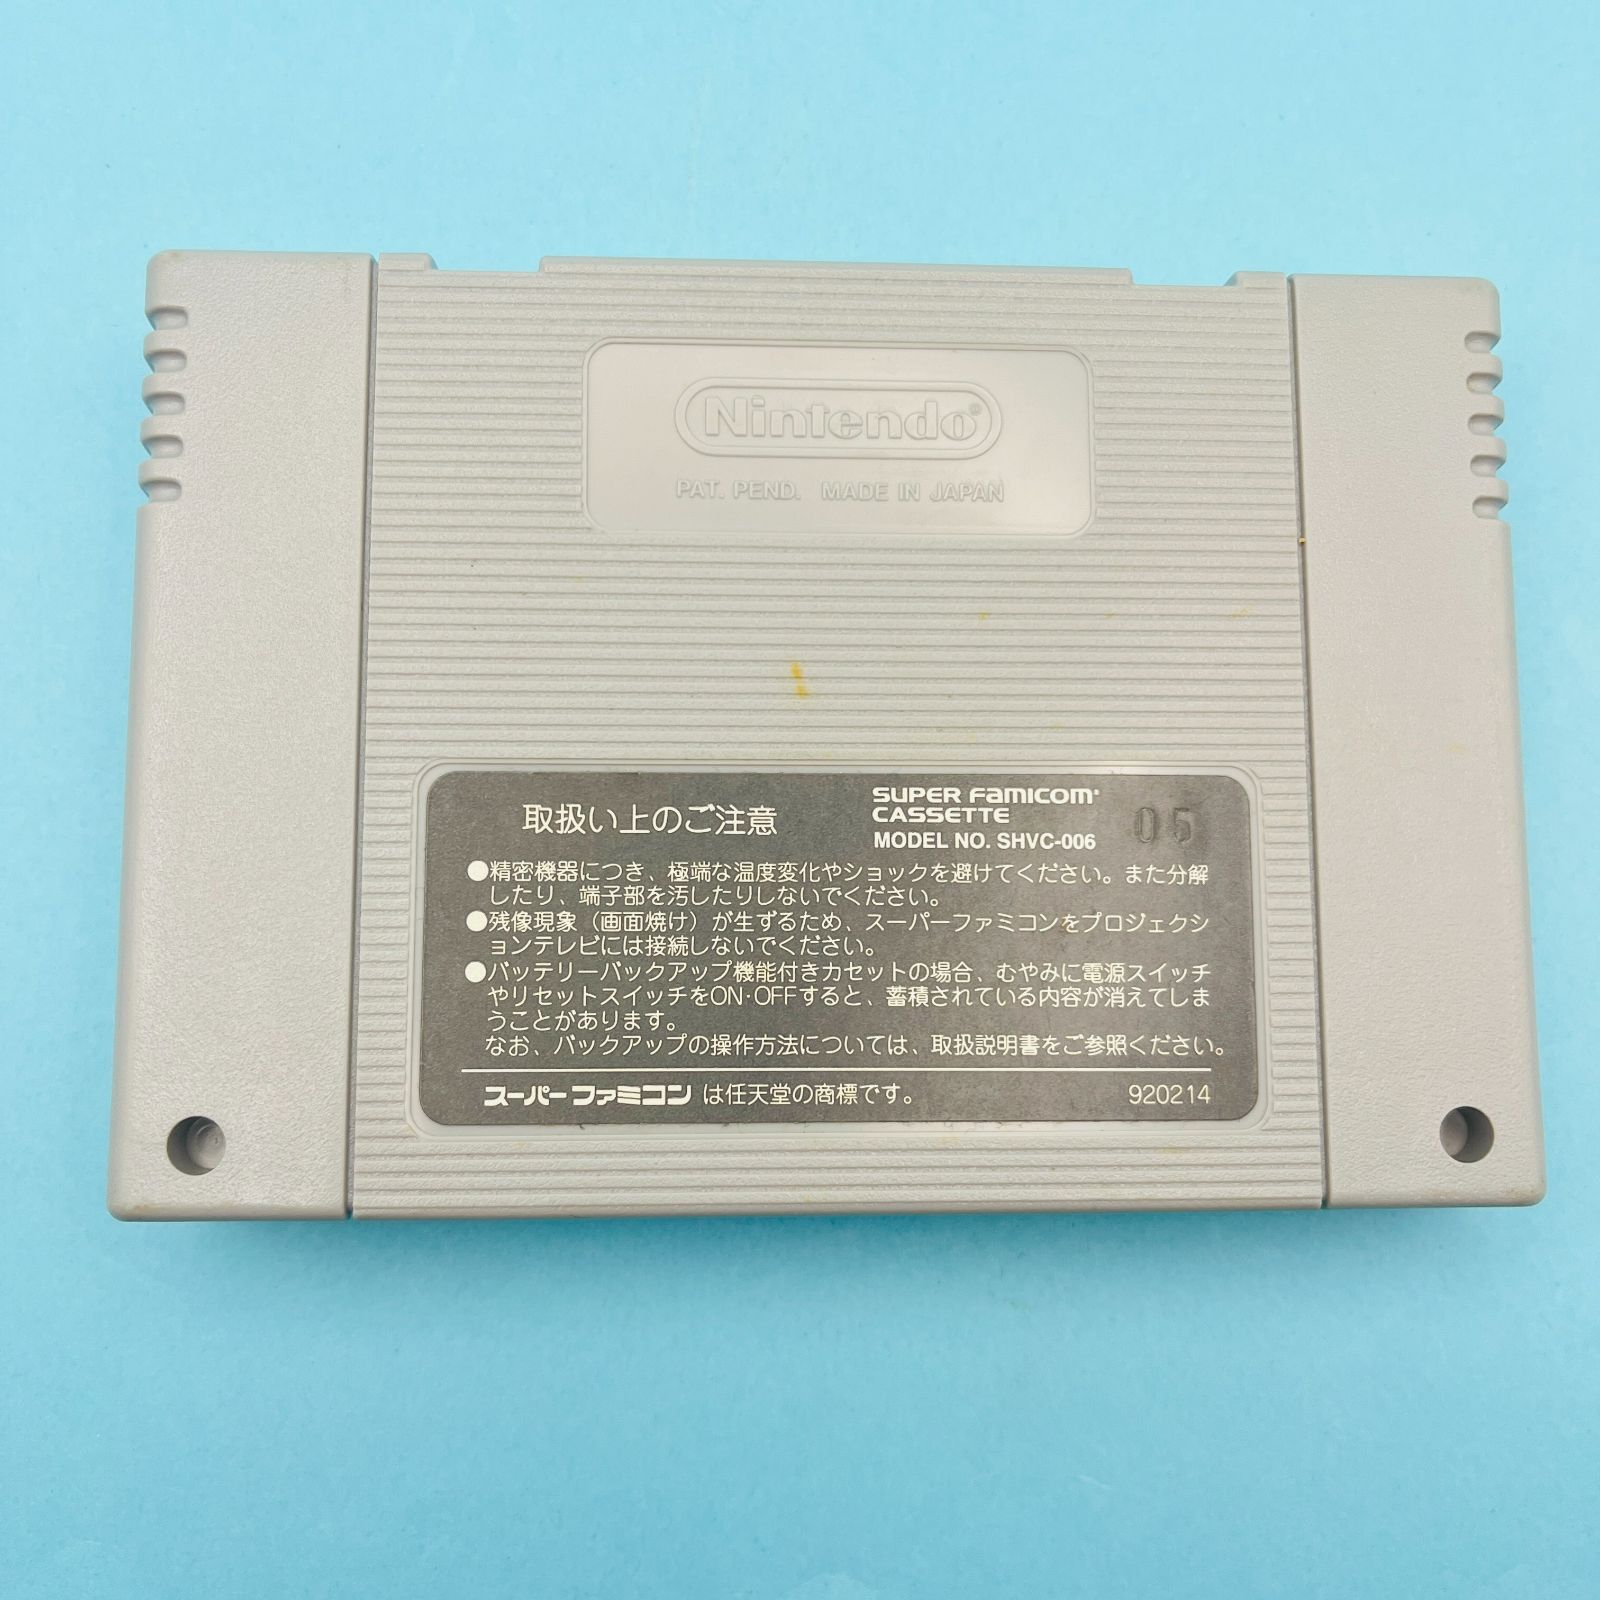 Nintendo®
PAT. PEND. MADE IN JAPAN
取扱い上のご注意
SUPER FAMICOM®
CASSETTE
MODEL NO. SHVC-006
05
●精密機器につき、極端な温度変化やショックを避けてください。また分解
したり、端子部を汚したりしないでください。
●残像現象（画面焼け）が生ずるため、スーパーファミコンをプロジェクシ
ョンテレビには接続しないでください。
●バッテリーバックアップ機能付きカセットの場合、むやみに電源スイッチ
やリセットスイッチをON・OFFすると、蓄積されている内容が消えてしま
うことがあります。
なお、バックアップの操作方法については、取扱説明書をご参照ください。
スーパーファミコン は任天堂の商標です。
920214